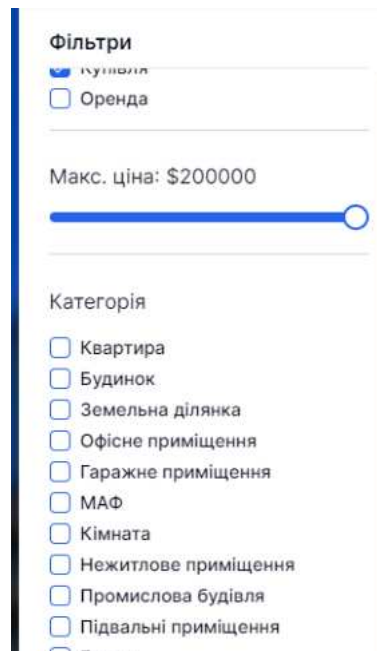 Фільтри
Купівля
Оренда
Макс. ціна: $200000
Категорія
Квартира
Будинок
Земельна ділянка
Офісне приміщення
Гаражне приміщення
МАФ
Кімната
Нежитлове приміщення
Промислова будівля
Підвальні приміщення